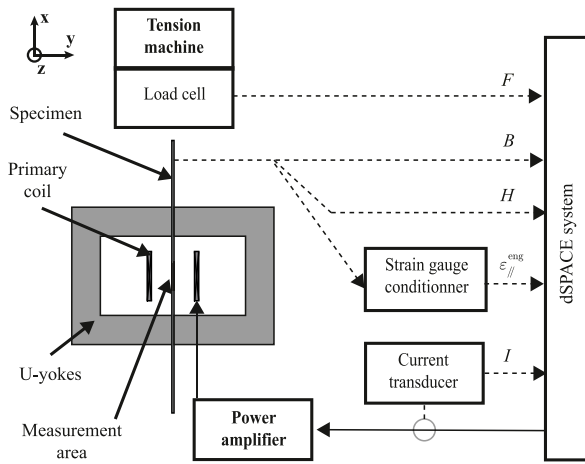 x
y
z
Tension
machine
Load cell
Specimen
Primary
coil
U-yokes
Measurement
area
F
B
H
Strain gauge
conditionner
ε//^eng
Current
transducer
I
Power
amplifier
dSPACE system